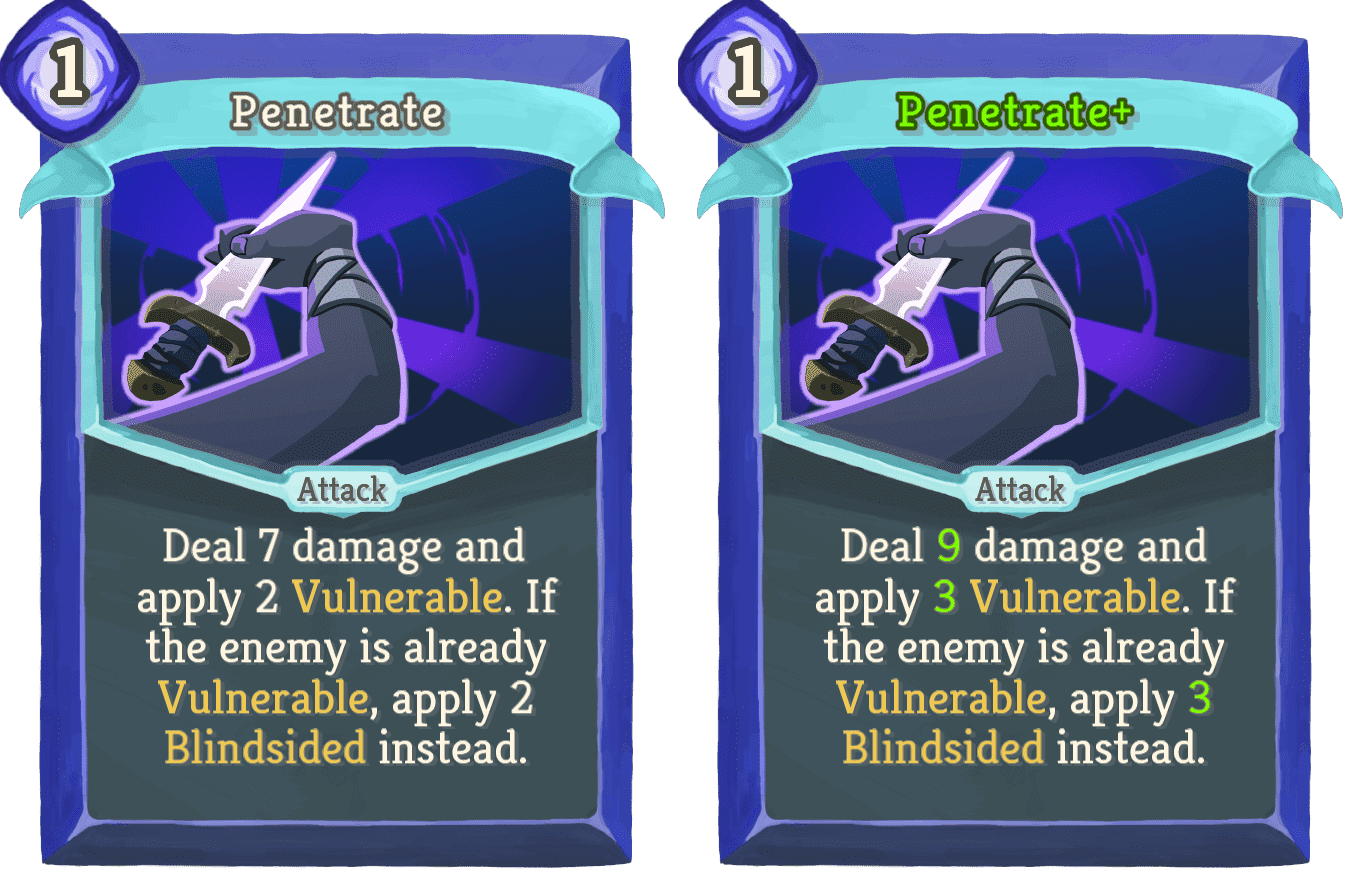 1
Penetrate
Attack
Deal 7 damage and
apply 2 Vulnerable. If
the enemy is already
Vulnerable, apply 2
Blindsided instead.
1
Penetrate+
Attack
Deal 9 damage and
apply 3 Vulnerable. If
the enemy is already
Vulnerable, apply 3
Blindsided instead.